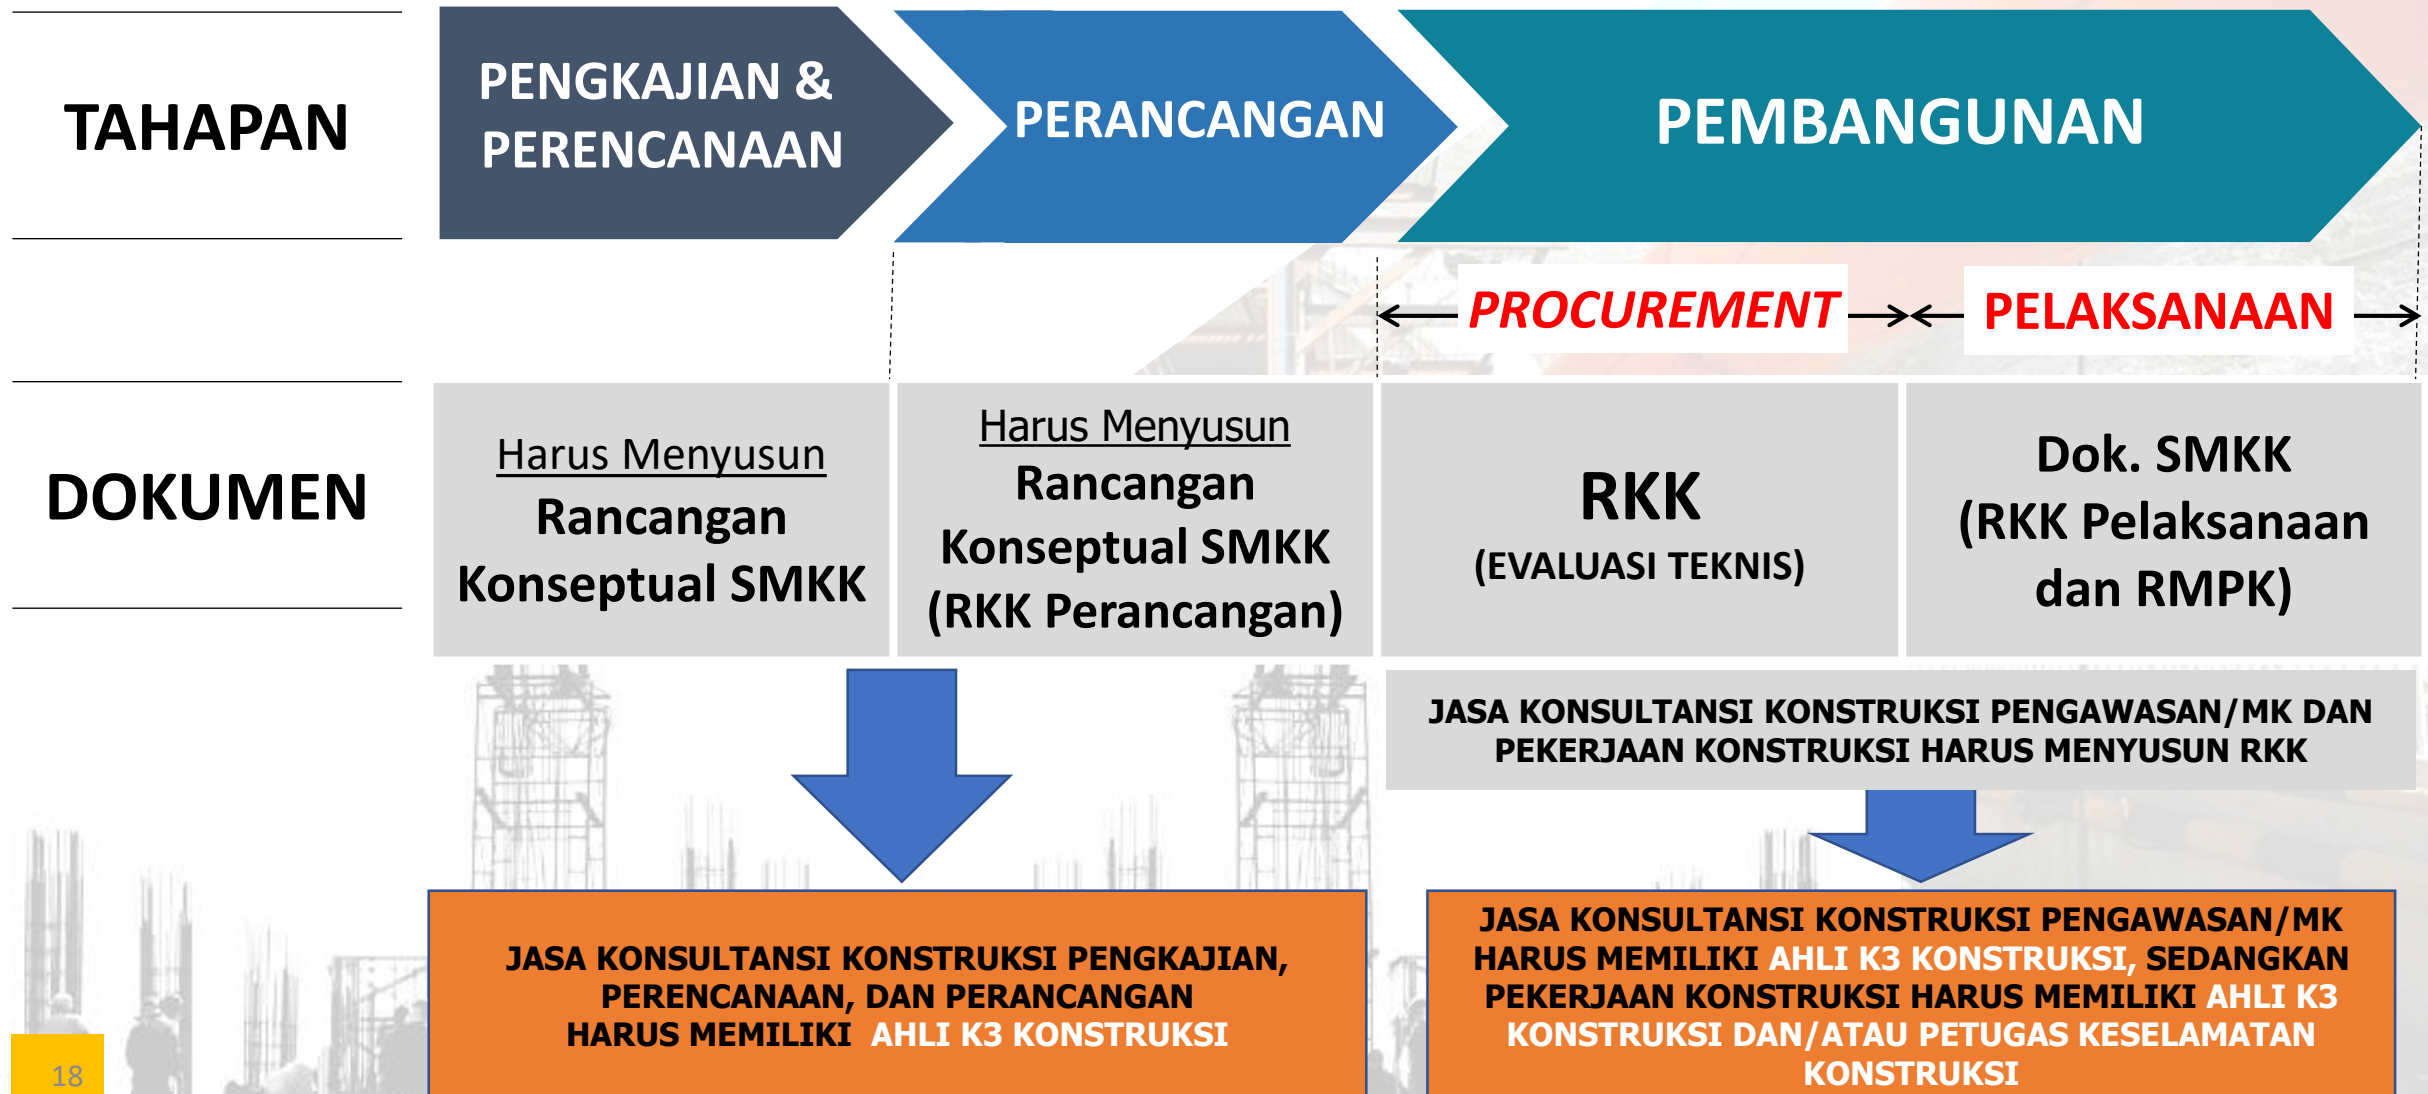 TAHAPAN
PENGKAJIAN &
PERENCANAAN
PERANCANGAN
PEMBANGUNAN
PROCUREMENT
PELAKSANAAN
DOKUMEN
Harus Menyusun
Rancangan
Konseptual SMKK
Harus Menyusun
Rancangan
Konseptual SMKK
(RKK Perancangan)
RKK
(EVALUASI TEKNIS)
Dok. SMKK
(RKK Pelaksanaan
dan RMPK)
JASA KONSULTANSI KONSTRUKSI PENGAWASAN/MK DAN
PEKERJAAN KONSTRUKSI HARUS MENYUSUN RKK
JASA KONSULTANSI KONSTRUKSI PENGKAJIAN,
PERENCANAAN, DAN PERANCANGAN
HARUS MEMILIKI AHLI K3 KONSTRUKSI
JASA KONSULTANSI KONSTRUKSI PENGAWASAN/MK
HARUS MEMILIKI AHLI K3 KONSTRUKSI, SEDANGKAN
PEKERJAAN KONSTRUKSI HARUS MEMILIKI AHLI K3
KONSTRUKSI DAN/ATAU PETUGAS KESELAMATAN
KONSTRUKSI
18